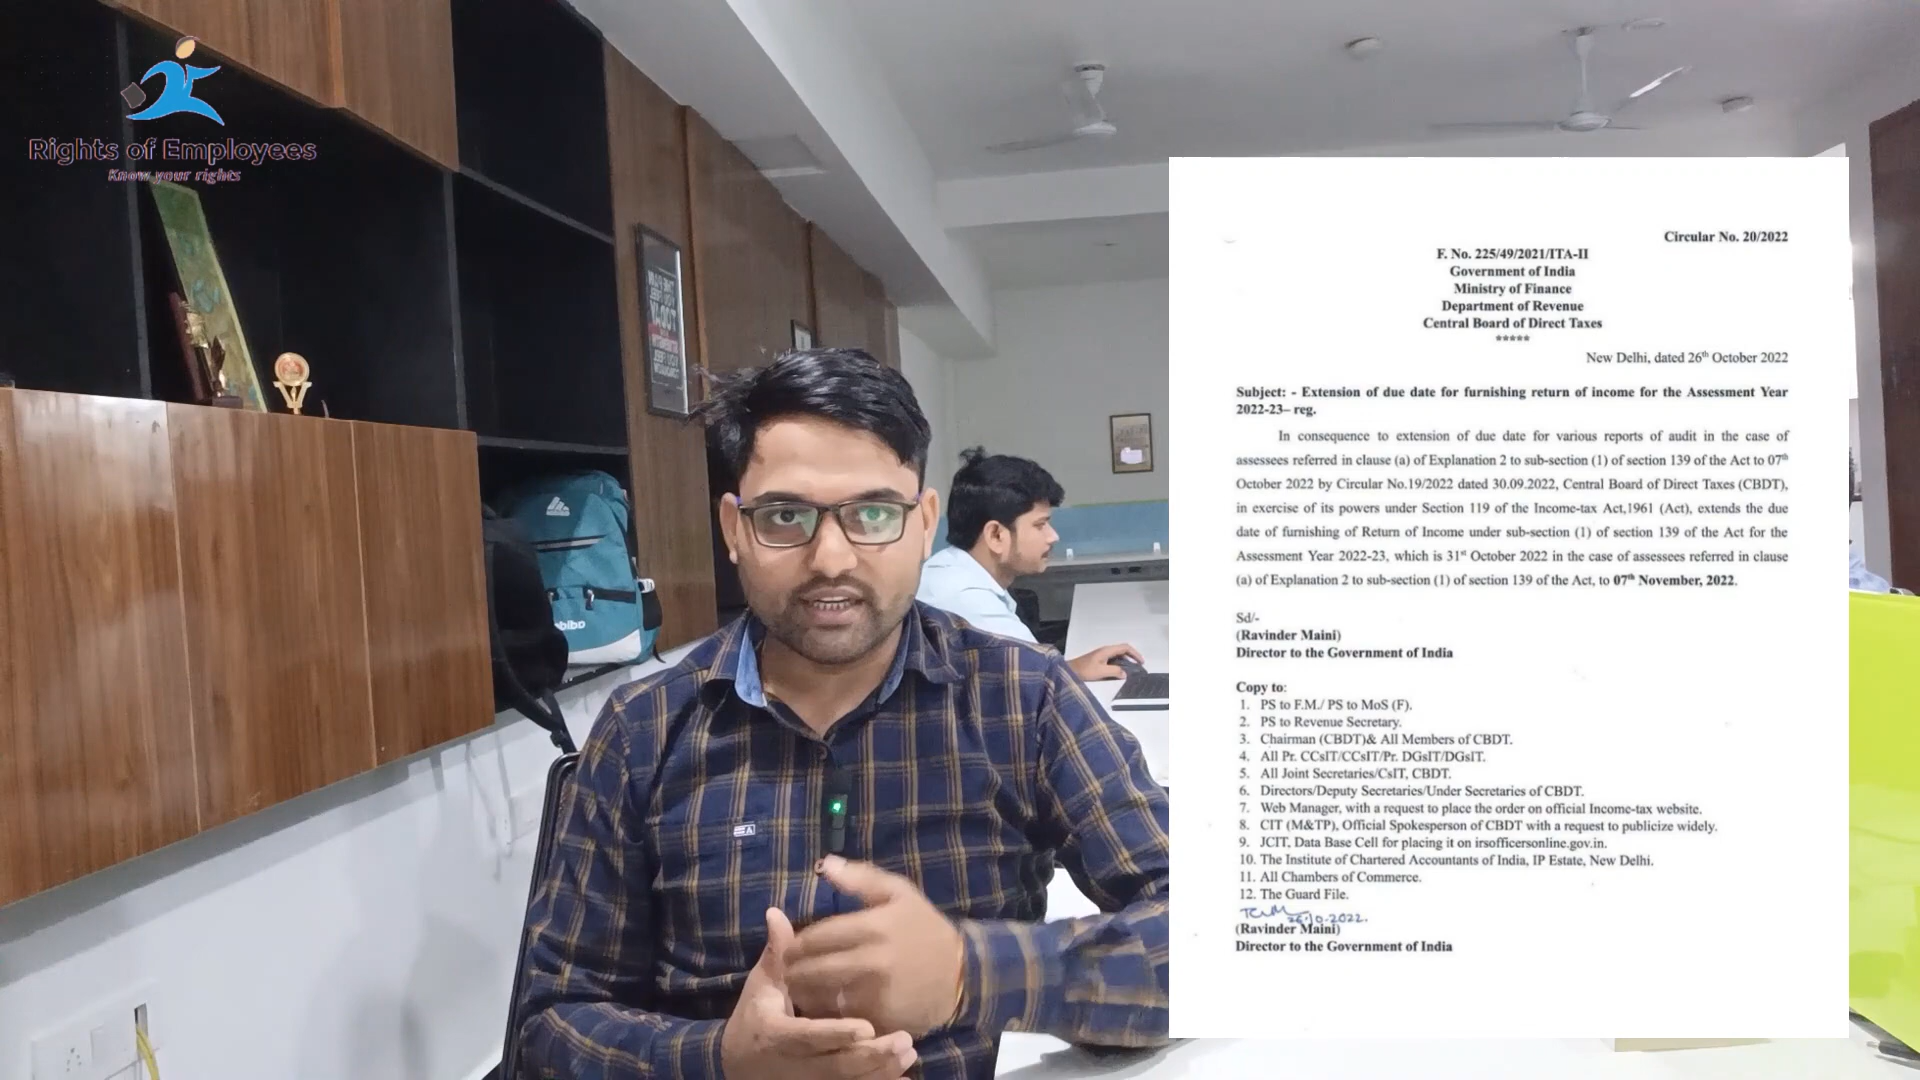 Rights of Employees
Know your rights
Circular No. 20/2022
F. No. 225/49/2021/ITA-II
Government of India
Ministry of Finance
Department of Revenue
Central Board of Direct Taxes
*****
New Delhi, dated 26th October 2022
Subject: - Extension of due date for furnishing return of income for the Assessment Year
2022-23– reg.
In consequence to extension of due date for various reports of audit in the case of
assessees referred in clause (a) of Explanation 2 to sub-section (1) of section 139 of the Act to 07th
October 2022 by Circular No.19/2022 dated 30.09.2022, Central Board of Direct Taxes (CBDT),
in exercise of its powers under Section 119 of the Income-tax Act,1961 (Act), extends the due
date of furnishing of Return of Income under sub-section (1) of section 139 of the Act for the
Assessment Year 2022-23, which is 31st October 2022 in the case of assessees referred in clause
(a) of Explanation 2 to sub-section (1) of section 139 of the Act, to 07th November, 2022.
Sd/-
(Ravinder Maini)
Director to the Government of India
Copy to:
1. PS to F.M./ PS to MoS (F).
2. PS to Revenue Secretary.
3. Chairman (CBDT)& All Members of CBDT.
4. All Pr. CCsIT/CCsIT/Pr. DGsIT/DGsIT.
5. All Joint Secretaries/CsIT, CBDT.
6. Directors/Deputy Secretaries/Under Secretaries of CBDT.
7. Web Manager, with a request to place the order on official Income-tax website.
8. CIT (M&TP), Official Spokesperson of CBDT with a request to publicize widely.
9. JCIT, Data Base Cell for placing it on irsofficersonline.gov.in.
10. The Institute of Chartered Accountants of India, IP Estate, New Delhi.
11. All Chambers of Commerce.
12. The Guard File.
26.10.2022.
(Ravinder Maini)
Director to the Government of India